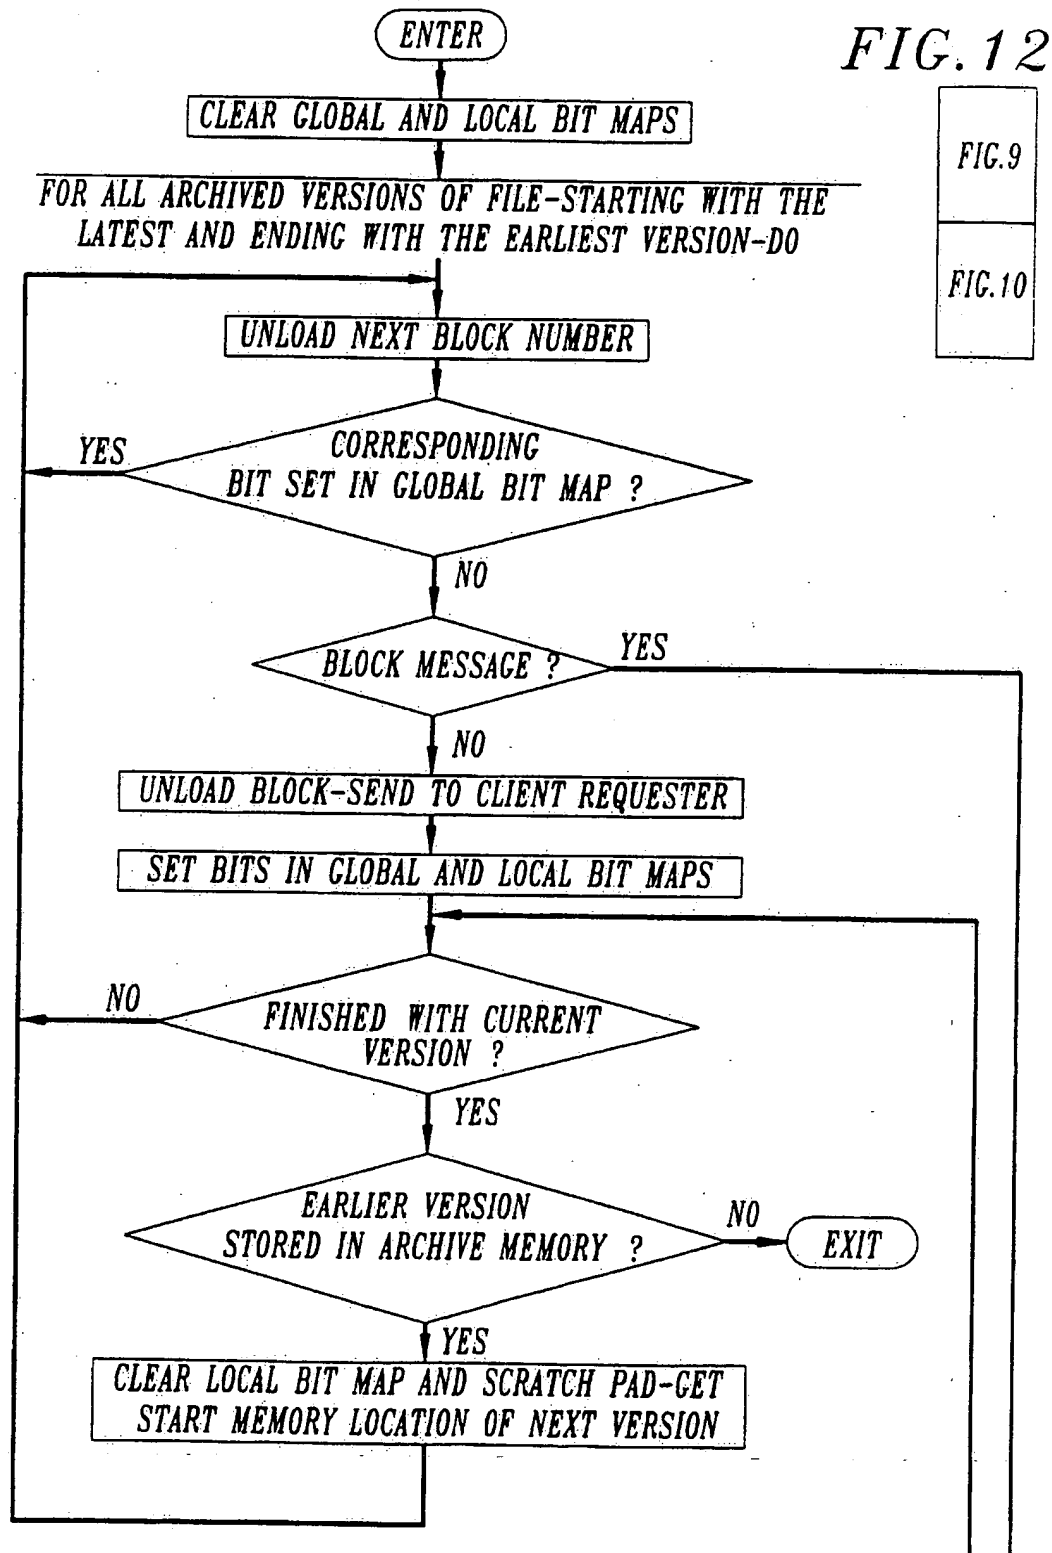 ENTER
FIG. 12
CLEAR GLOBAL AND LOCAL BIT MAPS
FIG.9
FOR ALL ARCHIVED VERSIONS OF FILE-STARTING WITH THE
LATEST AND ENDING WITH THE EARLIEST VERSION-DO
FIG.10
UNLOAD NEXT BLOCK NUMBER
YES
CORRESPONDING
BIT SET IN GLOBAL BIT MAP ?
NO
BLOCK MESSAGE ?
YES
NO
UNLOAD BLOCK-SEND TO CLIENT REQUESTER
SET BITS IN GLOBAL AND LOCAL BIT MAPS
NO
FINISHED WITH CURRENT
VERSION ?
YES
EARLIER VERSION
STORED IN ARCHIVE MEMORY ?
NO
EXIT
YES
CLEAR LOCAL BIT MAP AND SCRATCH PAD-GET
START MEMORY LOCATION OF NEXT VERSION